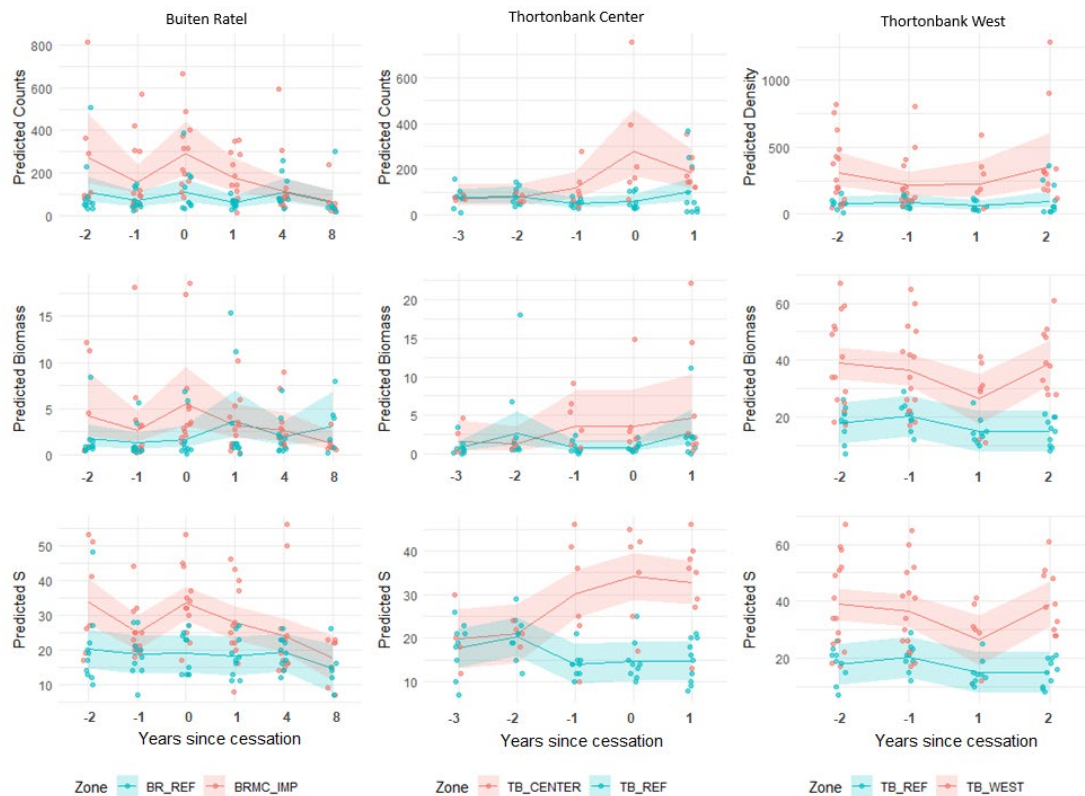 Buiten Ratel
Thortonbank Center
Thortonbank West
Predicted Counts
800
600
400
200
0
-2 -1 0 1 4 8
Predicted Counts
600
400
200
0
-3 -2 -1 0 1
Predicted Density
1000
500
0
-2 -1 1 2
Predicted Biomass
15
10
5
0
-2 -1 0 1 4 8
Predicted Biomass
20
15
10
5
0
-3 -2 -1 0 1
Predicted Biomass
60
40
20
-2 -1 1 2
Predicted S
50
40
30
20
10
-2 -1 0 1 4 8
Years since cessation
Predicted S
40
30
20
10
-3 -2 -1 0 1
Years since cessation
Predicted S
60
40
20
-2 -1 1 2
Years since cessation
Zone BR_REF BRMC_IMP
Zone TB_CENTER TB_REF
Zone TB_REF TB_WEST